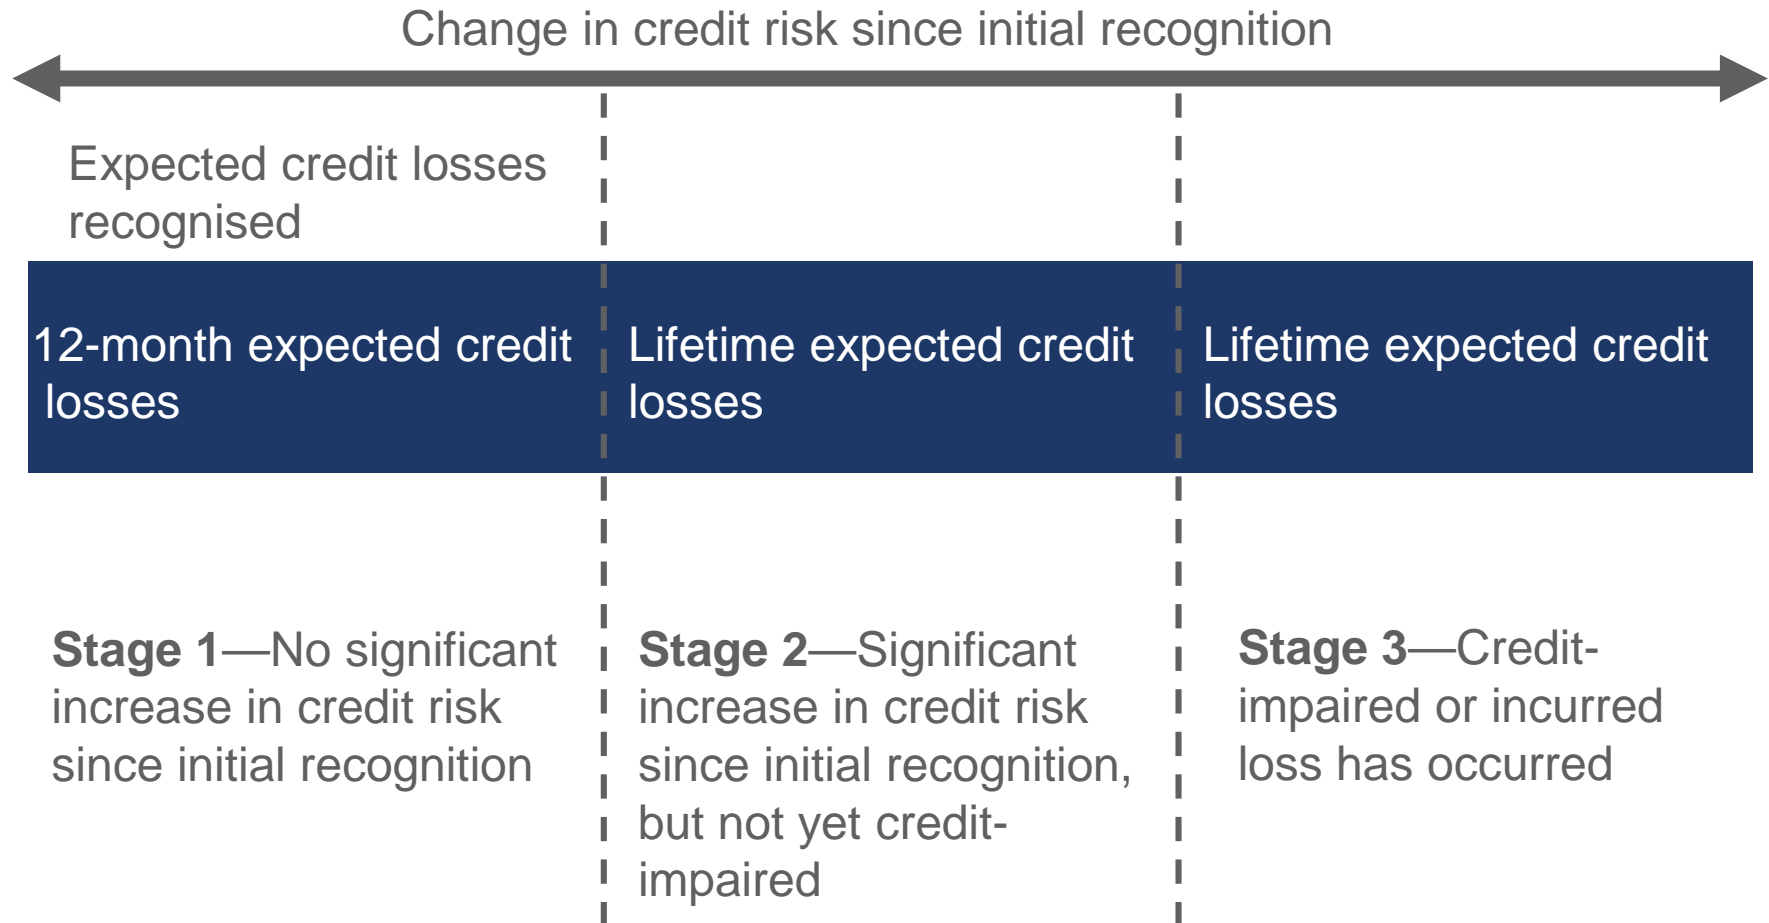 Change in credit risk since initial recognition
Expected credit losses
recognised
12-month expected credit
losses
Lifetime expected credit
losses
Lifetime expected credit
losses
Stage 1—No significant
increase in credit risk
since initial recognition
Stage 2—Significant
increase in credit risk
since initial recognition,
but not yet credit-
impaired
Stage 3—Credit-
impaired or incurred
loss has occurred